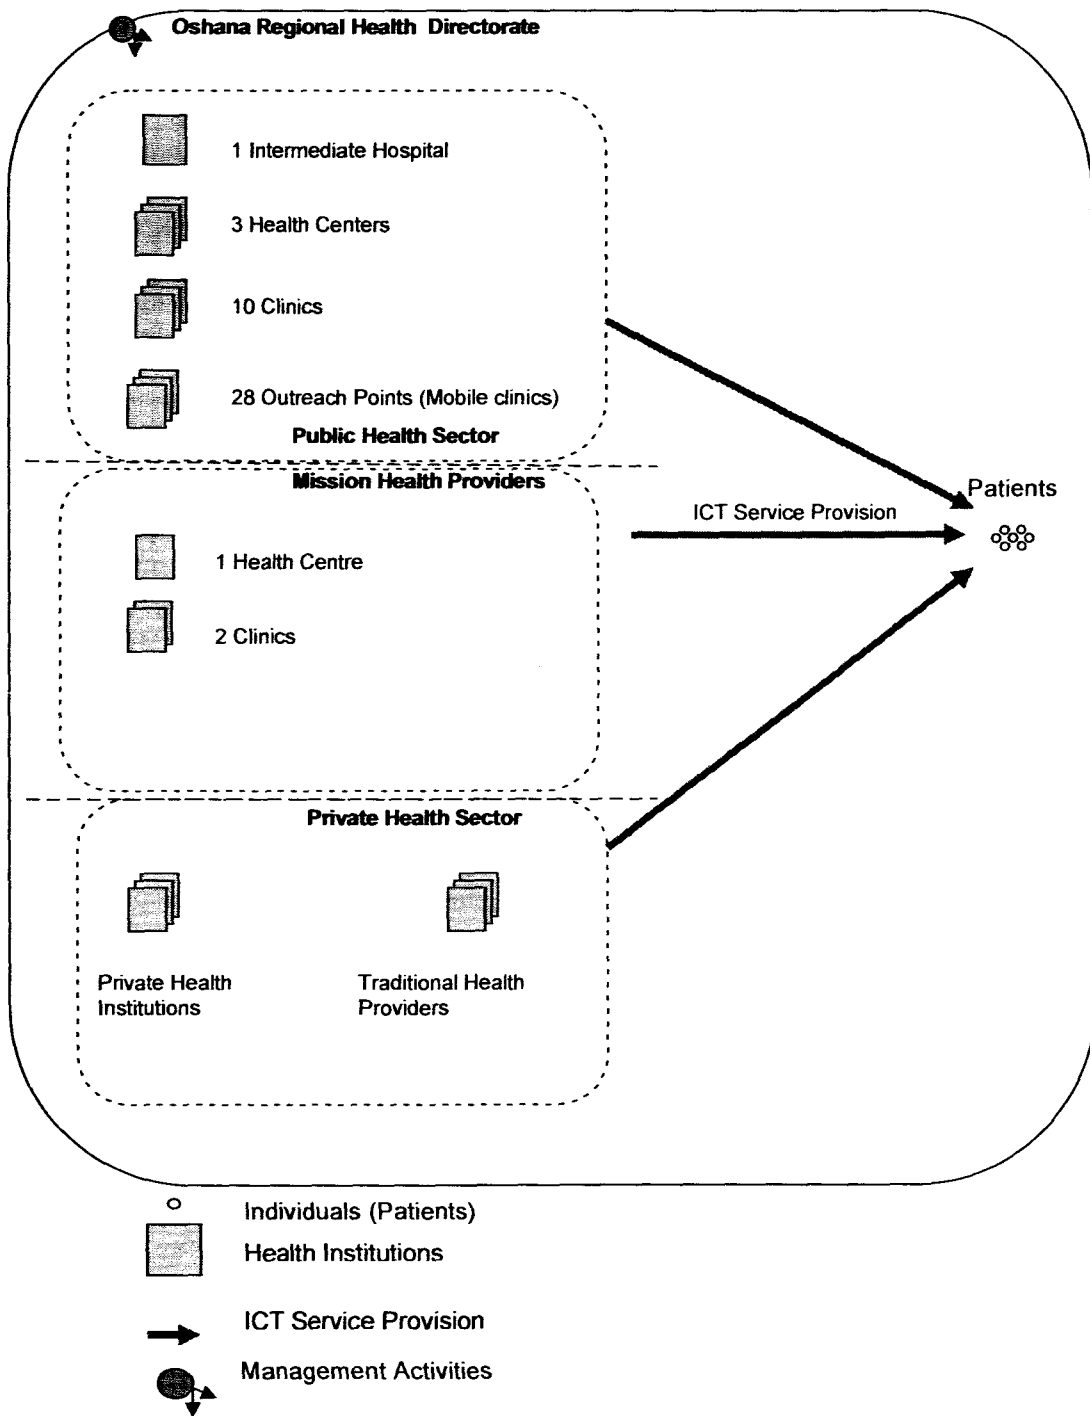 Oshana Regional Health Directorate
1 Intermediate Hospital
3 Health Centers
10 Clinics
28 Outreach Points (Mobile clinics)
Public Health Sector
Mission Health Providers
Patients
ICT Service Provision
1 Health Centre
2 Clinics
Private Health Sector
Private Health
Institutions
Traditional Health
Providers
Individuals (Patients)
Health Institutions
ICT Service Provision
Management Activities